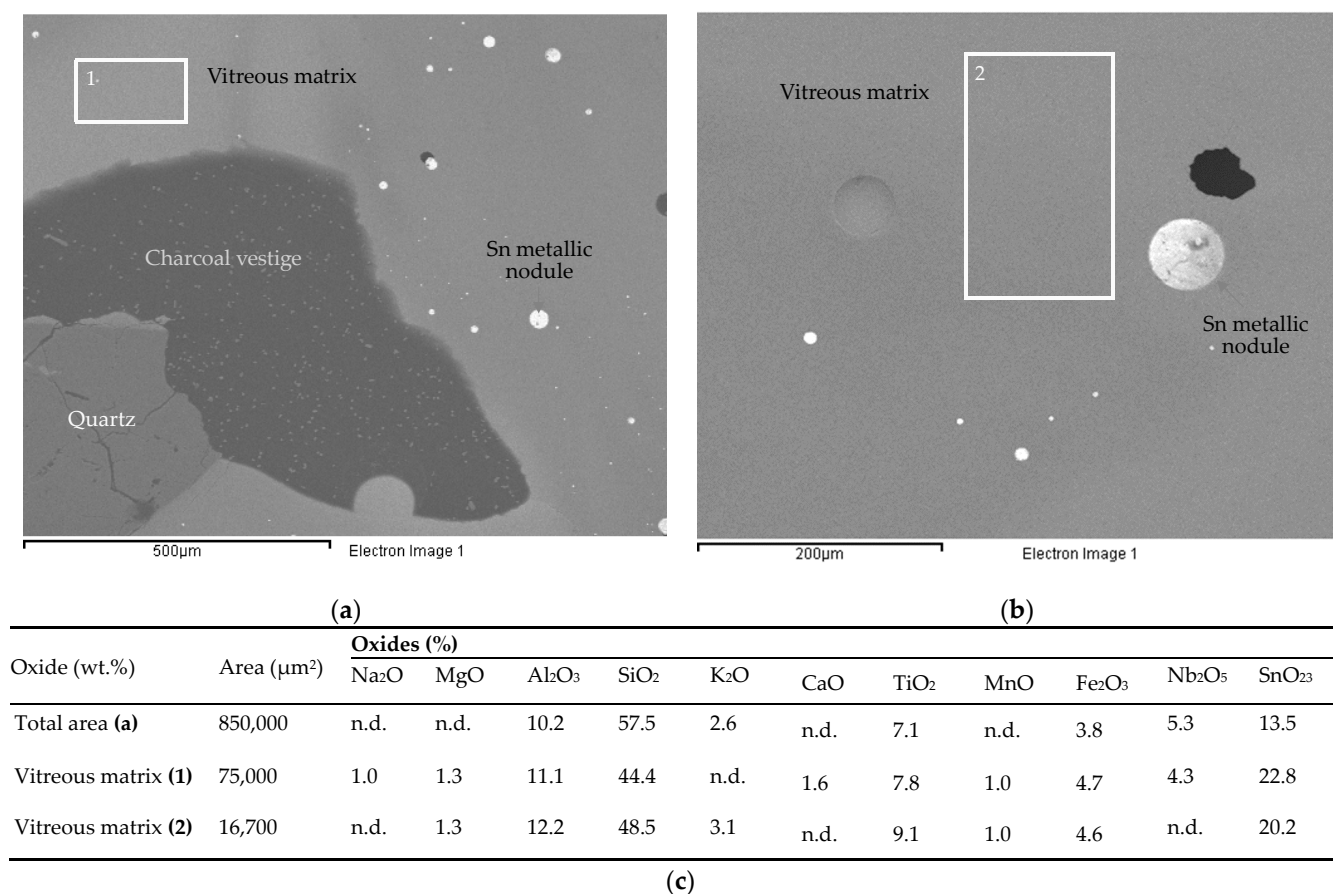 1
Vitreous matrix
Charcoal vestige
Sn metallic
nodule
Quartz
500µm Electron Image 1
2
Vitreous matrix
Sn metallic
nodule
200µm Electron Image 1
(a) (b)
Oxide (wt.%) Area (µm²) Oxides (%)
Na₂O MgO Al₂O₃ SiO₂ K₂O CaO TiO₂ MnO Fe₂O₃ Nb₂O₅ SnO₂₃
Total area (a) 850,000 n.d. n.d. 10.2 57.5 2.6 n.d. 7.1 n.d. 3.8 5.3 13.5
Vitreous matrix (1) 75,000 1.0 1.3 11.1 44.4 n.d. 1.6 7.8 1.0 4.7 4.3 22.8
Vitreous matrix (2) 16,700 n.d. 1.3 12.2 48.5 3.1 n.d. 9.1 1.0 4.6 n.d. 20.2
(c)